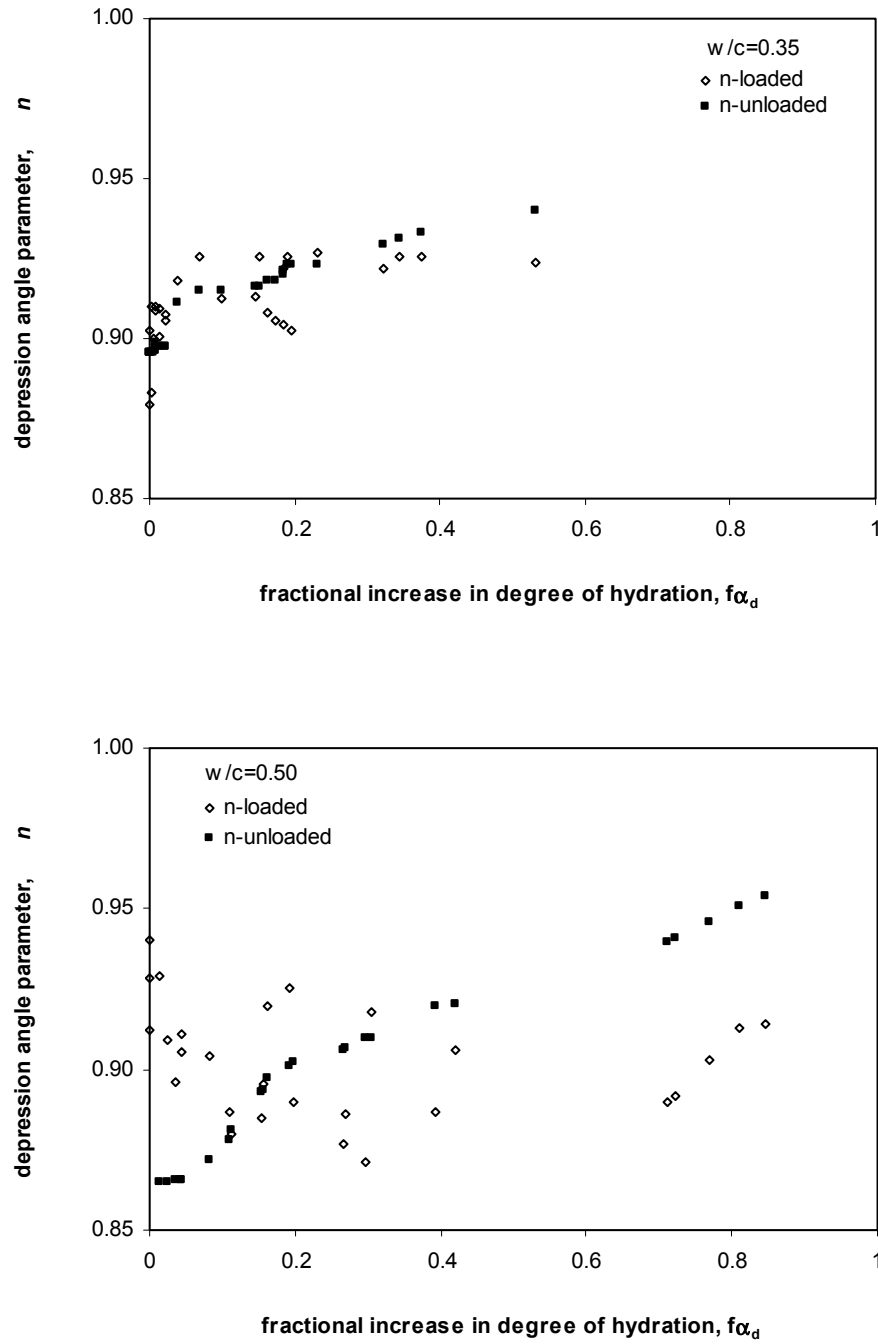 1.00
w/c=0.35
n-loaded
n-unloaded
depression angle parameter, n
0.95
0.90
0.85
0 0.2 0.4 0.6 0.8 1
fractional increase in degree of hydration, fαd
1.00
w/c=0.50
n-loaded
n-unloaded
depression angle parameter, n
0.95
0.90
0.85
0 0.2 0.4 0.6 0.8 1
fractional increase in degree of hydration, fαd